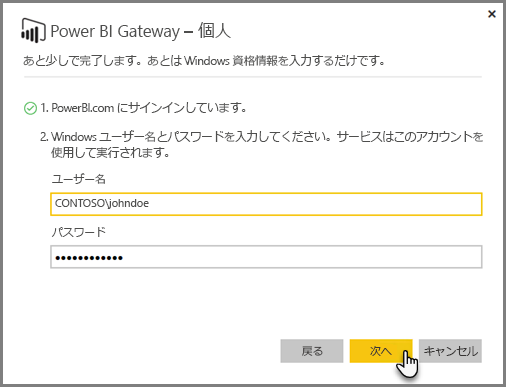 Power BI Gateway – 個人
あと少しで完了します。あとは Windows 資格情報を入力するだけです。
1. PowerBI.com にサインインしています。
2. Windows ユーザー名とパスワードを入力してください。サービスはこのアカウントを
使用して実行されます。
ユーザー名
CONTOSO\johndoe
パスワード
••••••••••••
戻る 次へ キャンセル